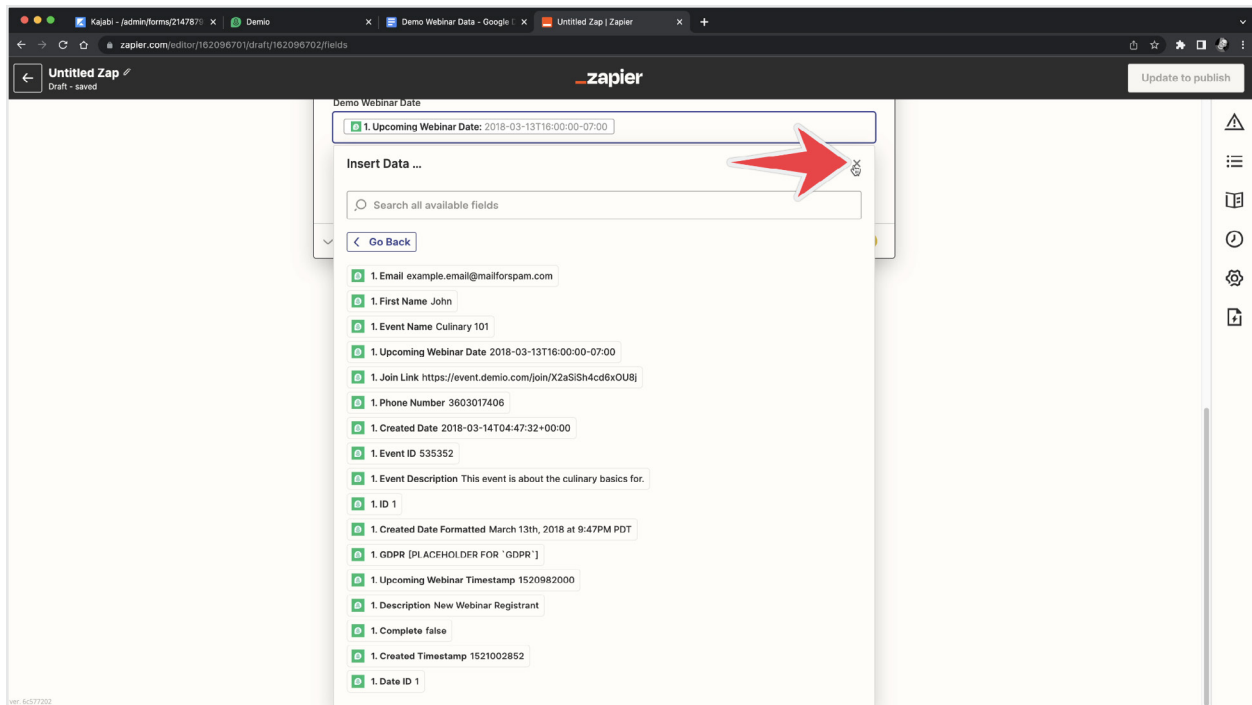 Kajabi - /admin/forms/2147879
Demio
Demo Webinar Data - Google D
Untitled Zap | Zapier
zapier.com/editor/162096701/draft/162096702/fields
Untitled Zap
Draft - saved
_zapier
Update to publish
Demo Webinar Date
1. Upcoming Webinar Date: 2018-03-13T16:00:00-07:00
Insert Data ...
Search all available fields
Go Back
1. Email example.email@mailforspam.com
1. First Name John
1. Event Name Culinary 101
1. Upcoming Webinar Date 2018-03-13T16:00:00-07:00
1. Join Link https://event.demio.com/join/X2aSiSh4cd6xOU8j
1. Phone Number 3603017406
1. Created Date 2018-03-14T04:47:32+00:00
1. Event ID 535352
1. Event Description This event is about the culinary basics for.
1. ID 1
1. Created Date Formatted March 13th, 2018 at 9:47PM PDT
1. GDPR [PLACEHOLDER FOR `GDPR`]
1. Upcoming Webinar Timestamp 1520982000
1. Description New Webinar Registrant
1. Complete false
1. Created Timestamp 1521002852
1. Date ID 1
ver. 6c577202